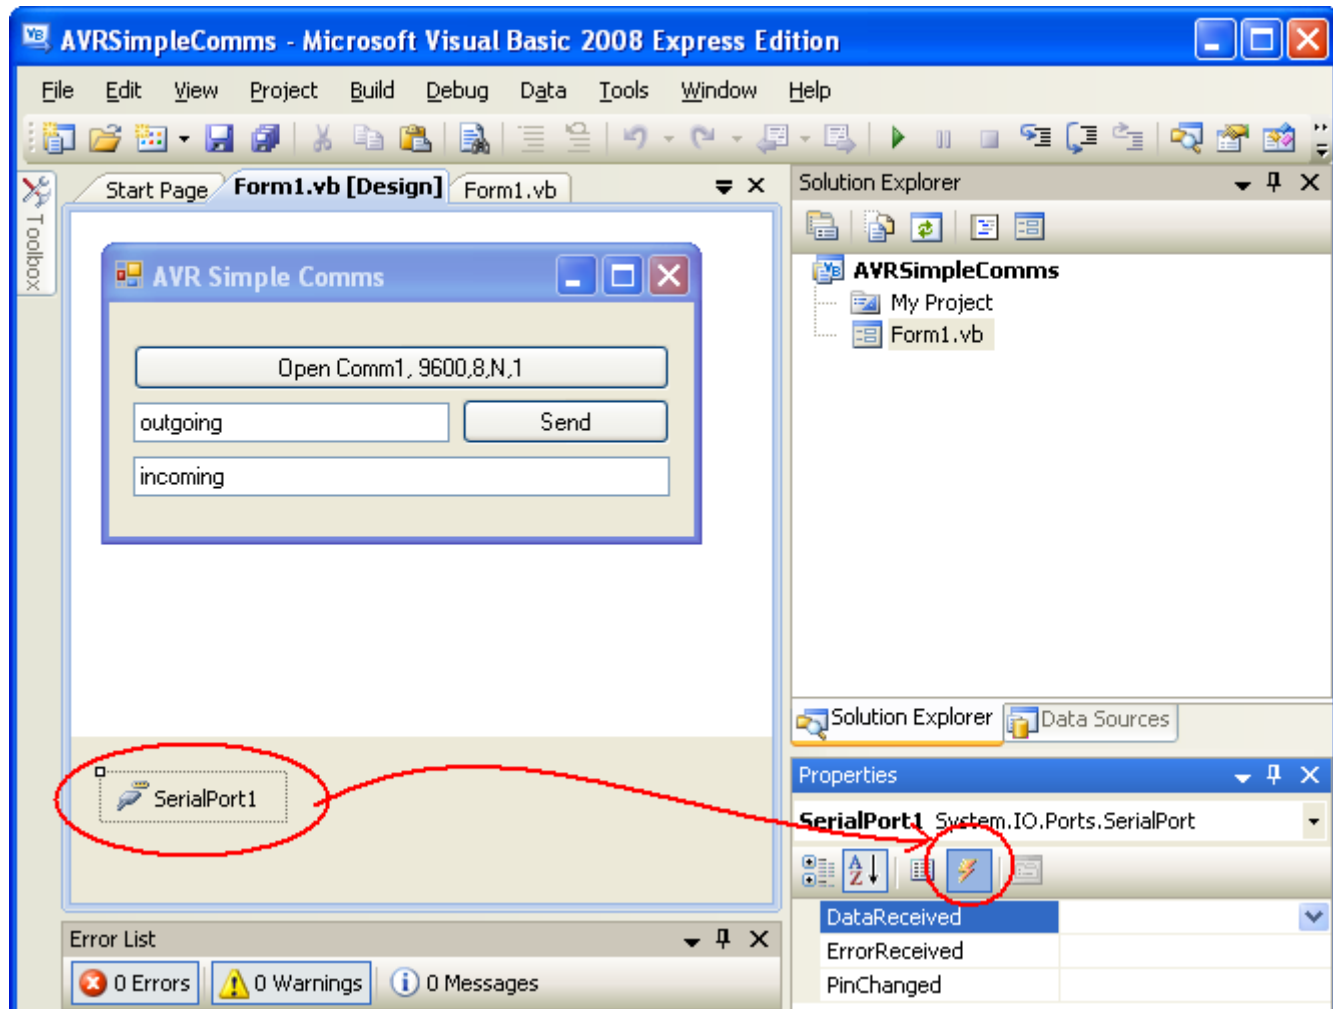 AVRSimpleComms - Microsoft Visual Basic 2008 Express Edition
File Edit View Project Build Debug Data Tools Window Help
Toolbox
Start Page Form1.vb [Design] Form1.vb
AVR Simple Comms
Open Comm1, 9600,8,N,1
outgoing Send
incoming
SerialPort1
Error List
0 Errors 0 Warnings 0 Messages
Solution Explorer
AVRSimpleComms
My Project
Form1.vb
Solution Explorer Data Sources
Properties
SerialPort1 System.IO.Ports.SerialPort
DataReceived
ErrorReceived
PinChanged